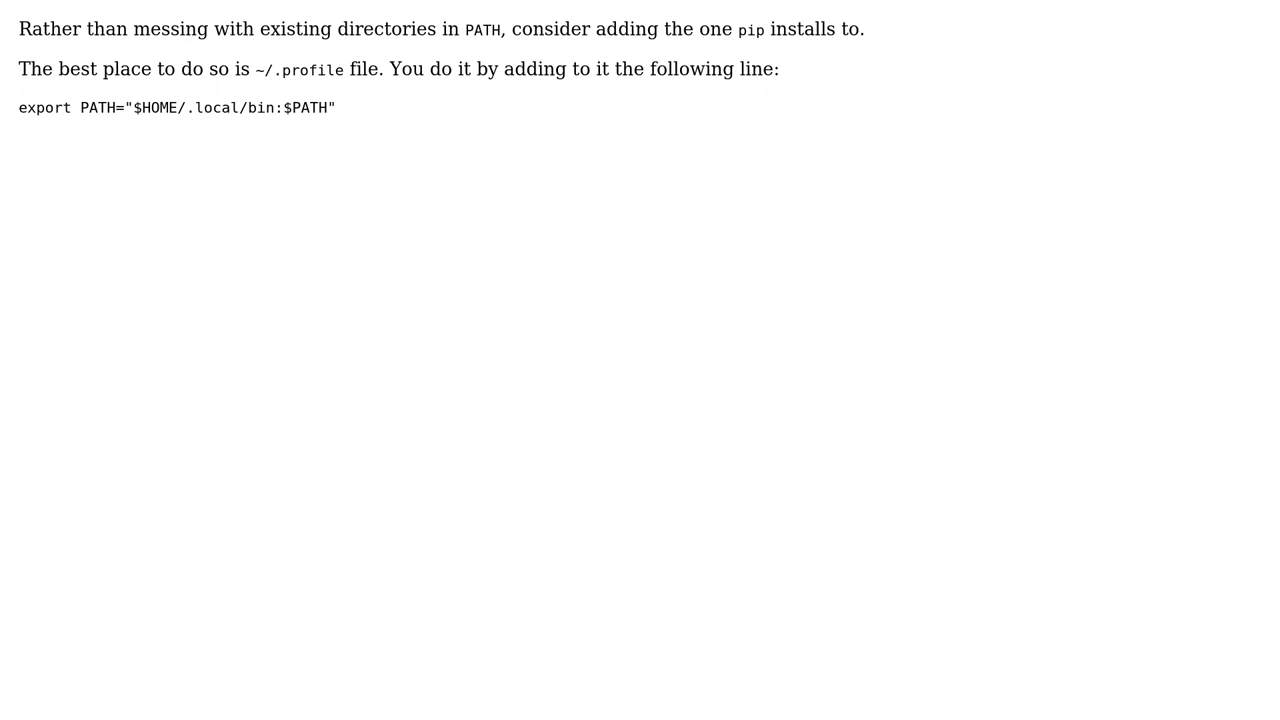 Rather than messing with existing directories in PATH, consider adding the one pip installs to.
The best place to do so is ~/.profile file. You do it by adding to it the following line:
export PATH="$HOME/.local/bin:$PATH"